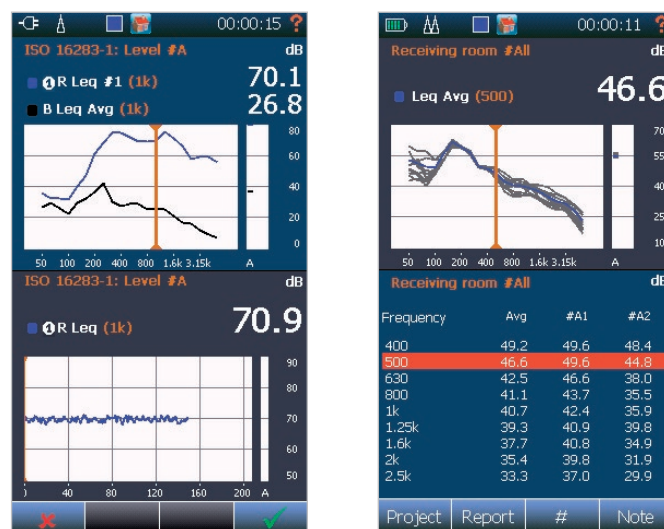 00:00:15 ?
ISO 16283-1: Level #A dB
1 R Leq #1 (1k) 70.1
B Leq Avg (1k) 26.8
80
60
40
20
0
50 100 200 400 800 1.6k 3.15k A
ISO 16283-1: Level #A dB
1 R Leq (1k) 70.9
90
80
70
60
50
0 40 80 120 160 200 A
00:00:11 ?
Receiving room #All dB
Leq Avg (500) 46.6
70
55
40
25
10
50 100 200 400 800 1.6k 3.15k A
Receiving room #All dB
Frequency Avg #A1 #A2
400 49.2 49.6 48.4
500 46.6 49.6 44.8
630 42.5 46.6 38.0
800 41.1 43.7 35.5
1k 40.7 42.4 35.9
1.25k 39.3 40.9 39.8
1.6k 37.7 40.8 34.9
2k 35.4 39.8 31.9
2.5k 33.3 37.0 29.9
Project Report # Note